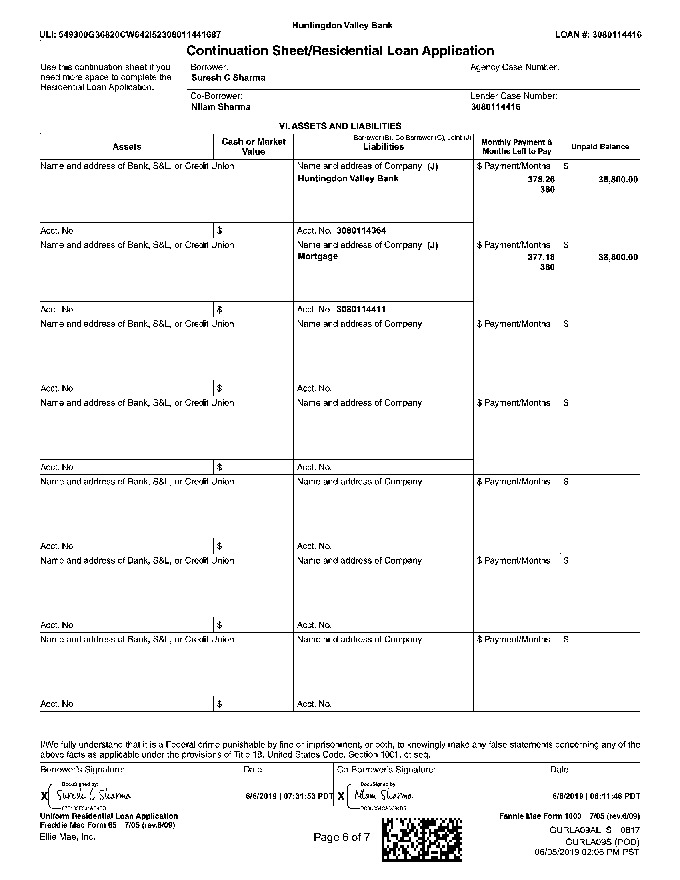 Huntingdon Valley Bank
ULI: 549300G36820CW642I52308011441687 LOAN #: 3080114416
Continuation Sheet/Residential Loan Application
Use this continuation sheet if you need more space to complete the Residential Loan Application.
Borrower:
Suresh C Sharma
Agency Case Number:
Co-Borrower:
Nilam Sharma
Lender Case Number:
3080114416
VI. ASSETS AND LIABILITIES
Assets
Cash or Market Value
Borrower (B), Co-Borrower (C), Joint (J)
Liabilities
Monthly Payment & Months Left to Pay
Unpaid Balance
Name and address of Bank, S&L, or Credit Union Name and address of Company (J) $ Payment/Months $
Huntingdon Valley Bank 38,800.00
360
Acct. No. $ Acct. No. 3080114364
Name and address of Bank, S&L, or Credit Union Name and address of Company (J) $ Payment/Months $
Mortgage 377.18 38,800.00
360
Acct. No. $ Acct. No. 3080114411
Name and address of Bank, S&L, or Credit Union Name and address of Company $ Payment/Months $
Acct. No. $ Acct. No.
Name and address of Bank, S&L, or Credit Union Name and address of Company $ Payment/Months $
Acct. No. $ Acct. No.
Name and address of Bank, S&L, or Credit Union Name and address of Company $ Payment/Months $
Acct. No. $ Acct. No.
Name and address of Bank, S&L, or Credit Union Name and address of Company $ Payment/Months $
Acct. No. $ Acct. No.
Name and address of Bank, S&L, or Credit Union Name and address of Company $ Payment/Months $
Acct. No. $ Acct. No.
I/We fully understand that it is a Federal crime punishable by fine or imprisonment, or both, to knowingly make any false statements concerning any of the
above facts as applicable under the provisions of Title 18, United States Code, Section 1001, et seq.
Borrower's Signature: Date Co-Borrower's Signature: Date
DocuSigned by: DocuSigned by:
X Suresh C Sharma 6/6/2019 | 07:31:53 PDT X Nilam Sharma 6/6/2019 | 08:11:46 PDT
Uniform Residential Loan Application Fannie Mae Form 1003 7/05 (rev.6/09)
Freddie Mac Form 65 7/05 (rev.6/09)
Ellie Mae, Inc. Page 6 of 7 GURLA09AL S 0817
GURLA09S (POD)
06/05/2019 02:06 PM PST